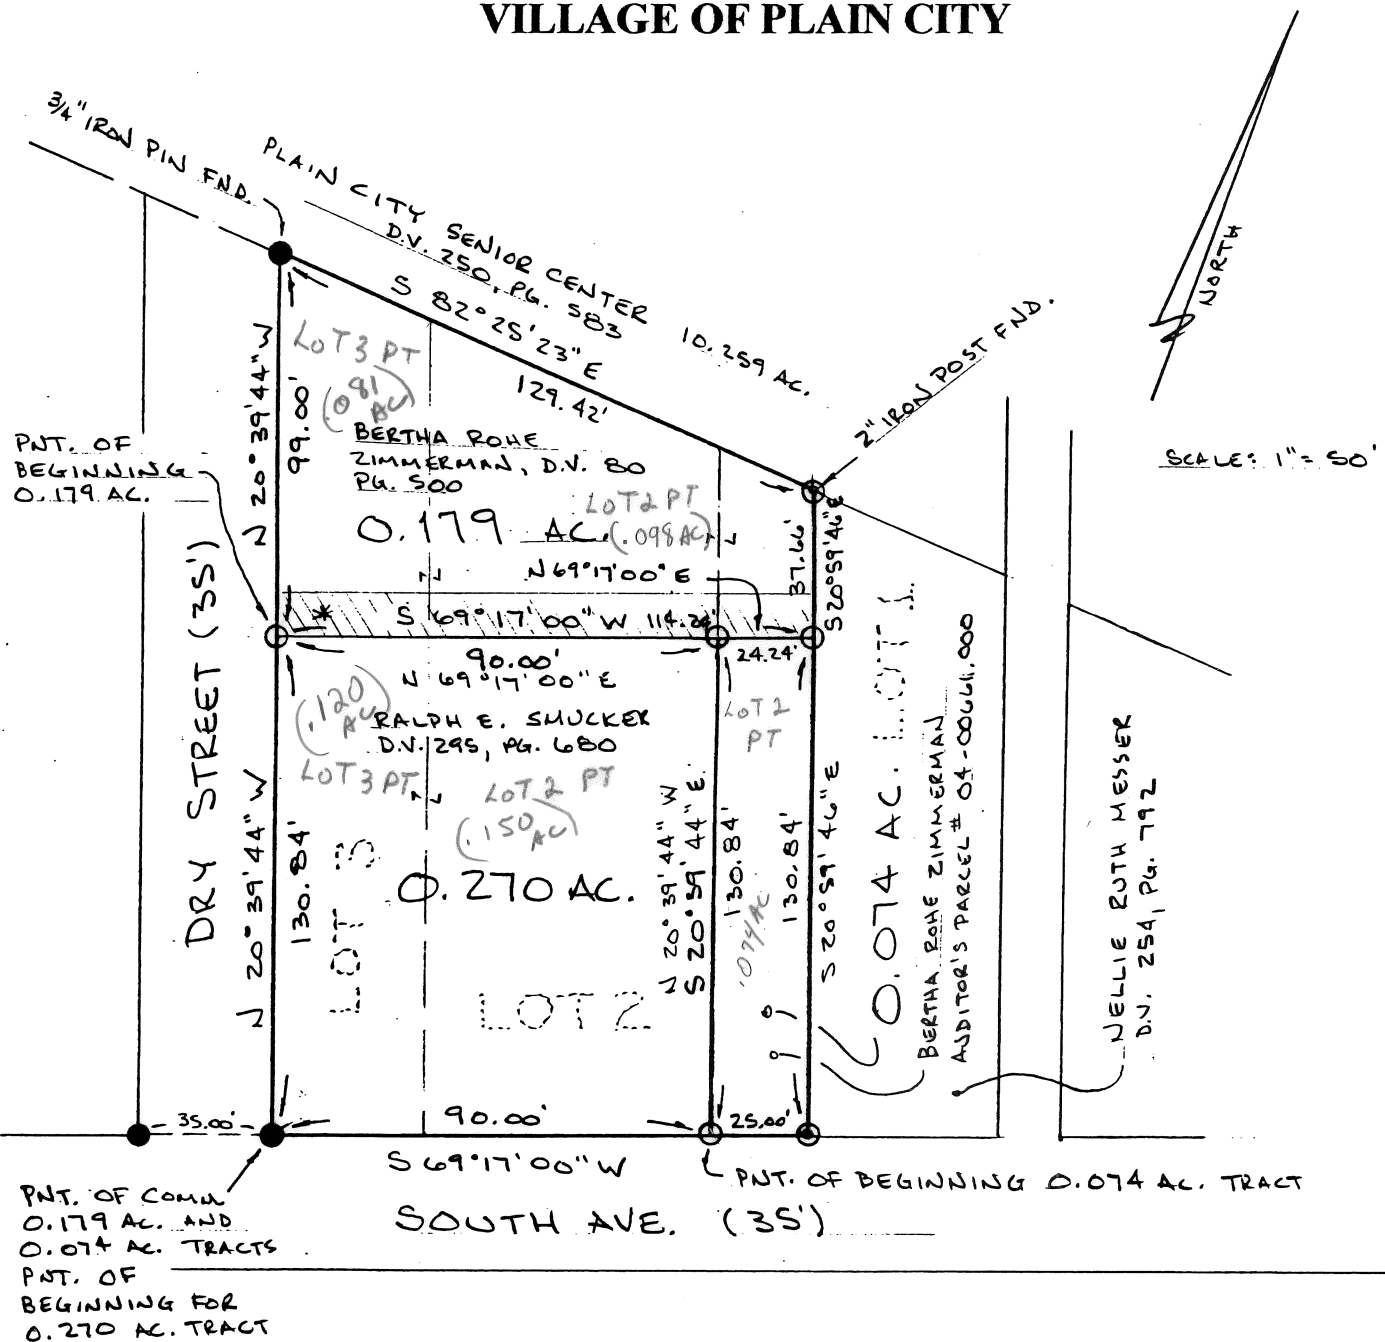 VILLAGE OF PLAIN CITY
3/4" IRON PIN FND.
PLAIN CITY SENIOR CENTER 10.259 AC.
D.V. 250, PG. 583
NORTH
S 82° 25' 23" E
129.42'
2" IRON POST FND.
SCALE: 1" = 50'
LOT 3 PT
(.081
AC)
N 20° 39' 44" W
99.00'
BERTHA ROHE
ZIMMERMAN, D.V. 80
PG. 500
PNT. OF
BEGINNING
0.179 AC.
LOT 2 PT
(.098 AC)
0.179 AC.
37.66'
S 20° 59' 46" E
N 69° 17' 00" E
*
S 69° 17' 00" W 114.24'
90.00'
N 69° 17' 00" E
24.24'
DRY STREET (35')
(.120
AC)
RALPH E. SMUCKER
D.V. 295, PG. 680
LOT 3 PT
LOT 2 PT
(.150
AC)
LOT 2
PT
N 20° 39' 44" W
130.84'
LOT 3
0.270 AC.
LOT 2
N 20° 39' 44" W
S 20° 39' 44" E
130.84'
.074 AC
130.84'
S 20° 59' 46" E
0.074 AC.
LOT 1
BERTHA ROHE ZIMMERMAN
AUDITOR'S PARCEL # 04-00661.000
NELLIE RUTH MESSER
D.V. 254, PG. 792
35.00'
90.00'
25.00'
S 69° 17' 00" W
PNT. OF BEGINNING 0.074 AC. TRACT
SOUTH AVE. (35')
PNT. OF COMM
0.179 AC. AND
0.074 AC. TRACTS
PNT. OF
BEGINNING FOR
0.270 AC. TRACT